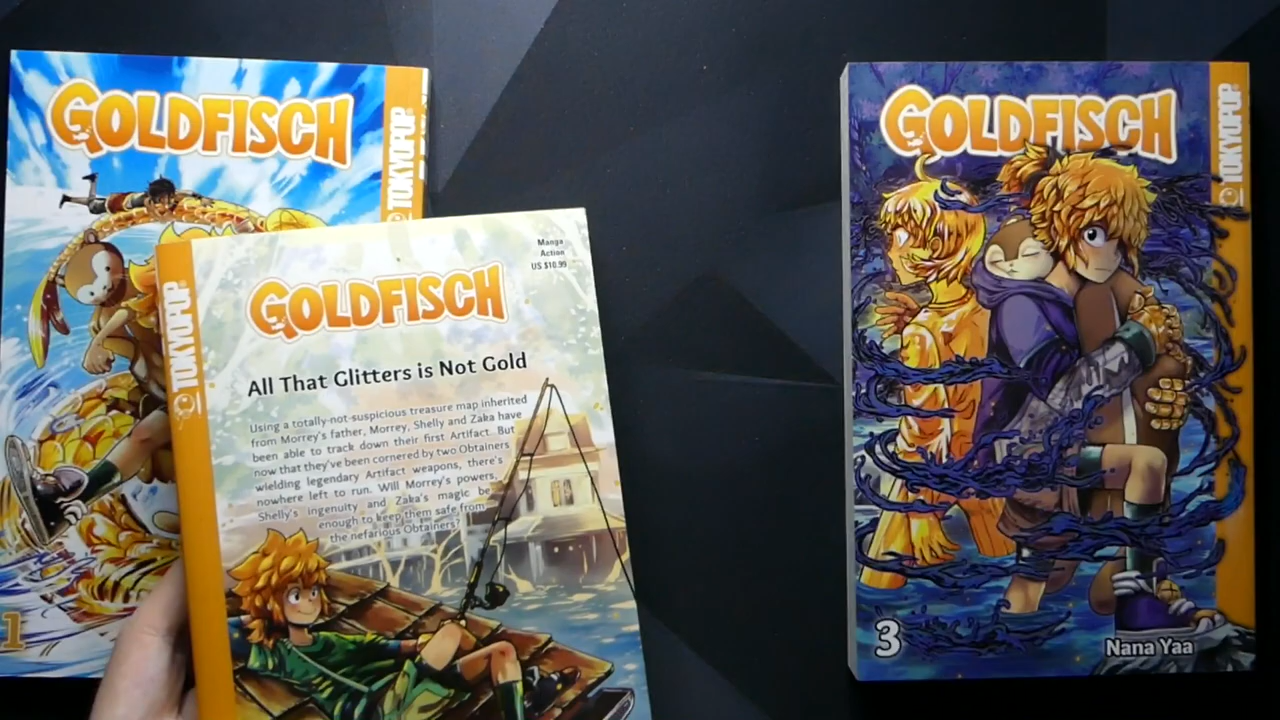 GOLDFISCH
TOKYOPOP
1
TOKYOPOP
Manga
Action
US $10.99
GOLDFISCH
All That Glitters is Not Gold
Using a totally-not-suspicious treasure map inherited
from Morrey's father, Morrey, Shelly and Zaka have
been able to track down their first Artifact. But
now that they've been cornered by two Obtainers
wielding legendary Artifact weapons, there's
nowhere left to run. Will Morrey's powers,
Shelly's ingenuity and Zaka's magic be
enough to keep them safe from
the nefarious Obtainers?
GOLDFISCH
TOKYOPOP
3
Nana Yaa